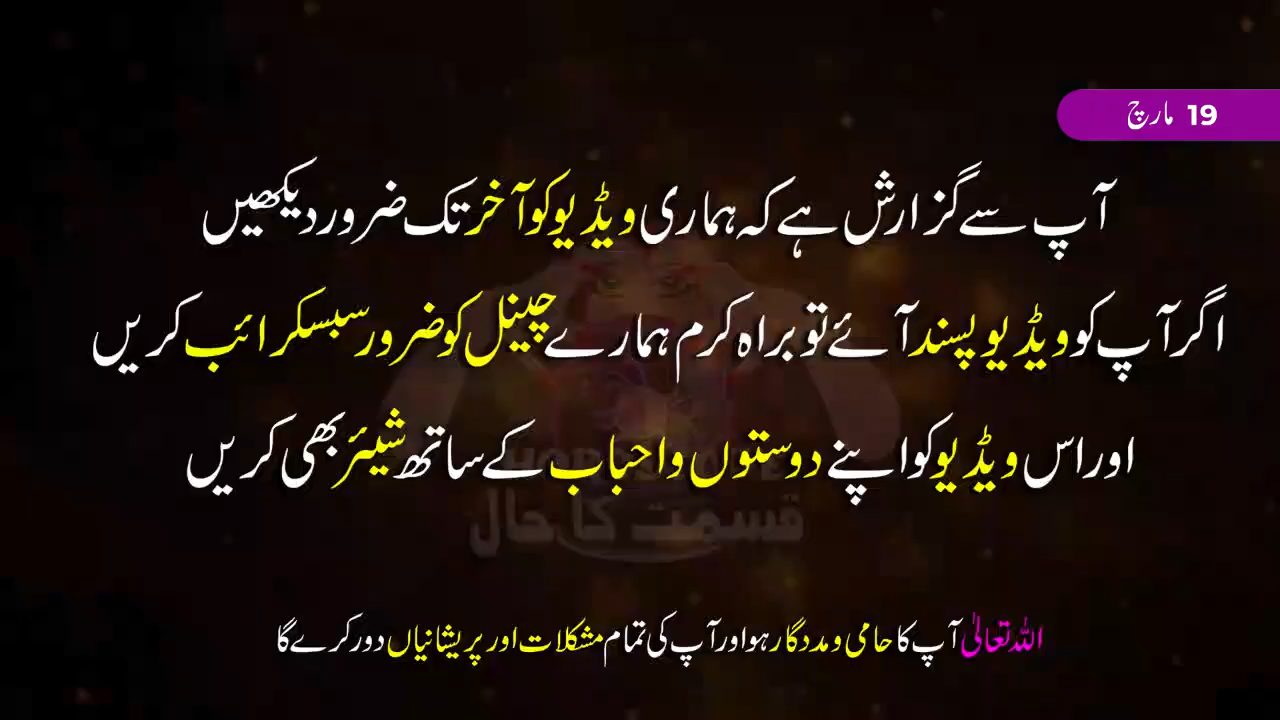 19 مارچ
آپ سے گزارش ہے کہ ہماری ویڈیو کو آخر تک ضرور دیکھیں
اگر آپ کو ویڈیو پسند آئے تو براہ کرم ہمارے چینل کو ضرور سبسکرائب کریں
اور اس ویڈیو کو اپنے دوستوں واحباب کے ساتھ شیئر بھی کریں
قسمت کا حال
اللہ تعالیٰ آپ کا حامی و مددگار ہو اور آپ کی تمام مشکلات اور پریشانیاں دور کرے گا